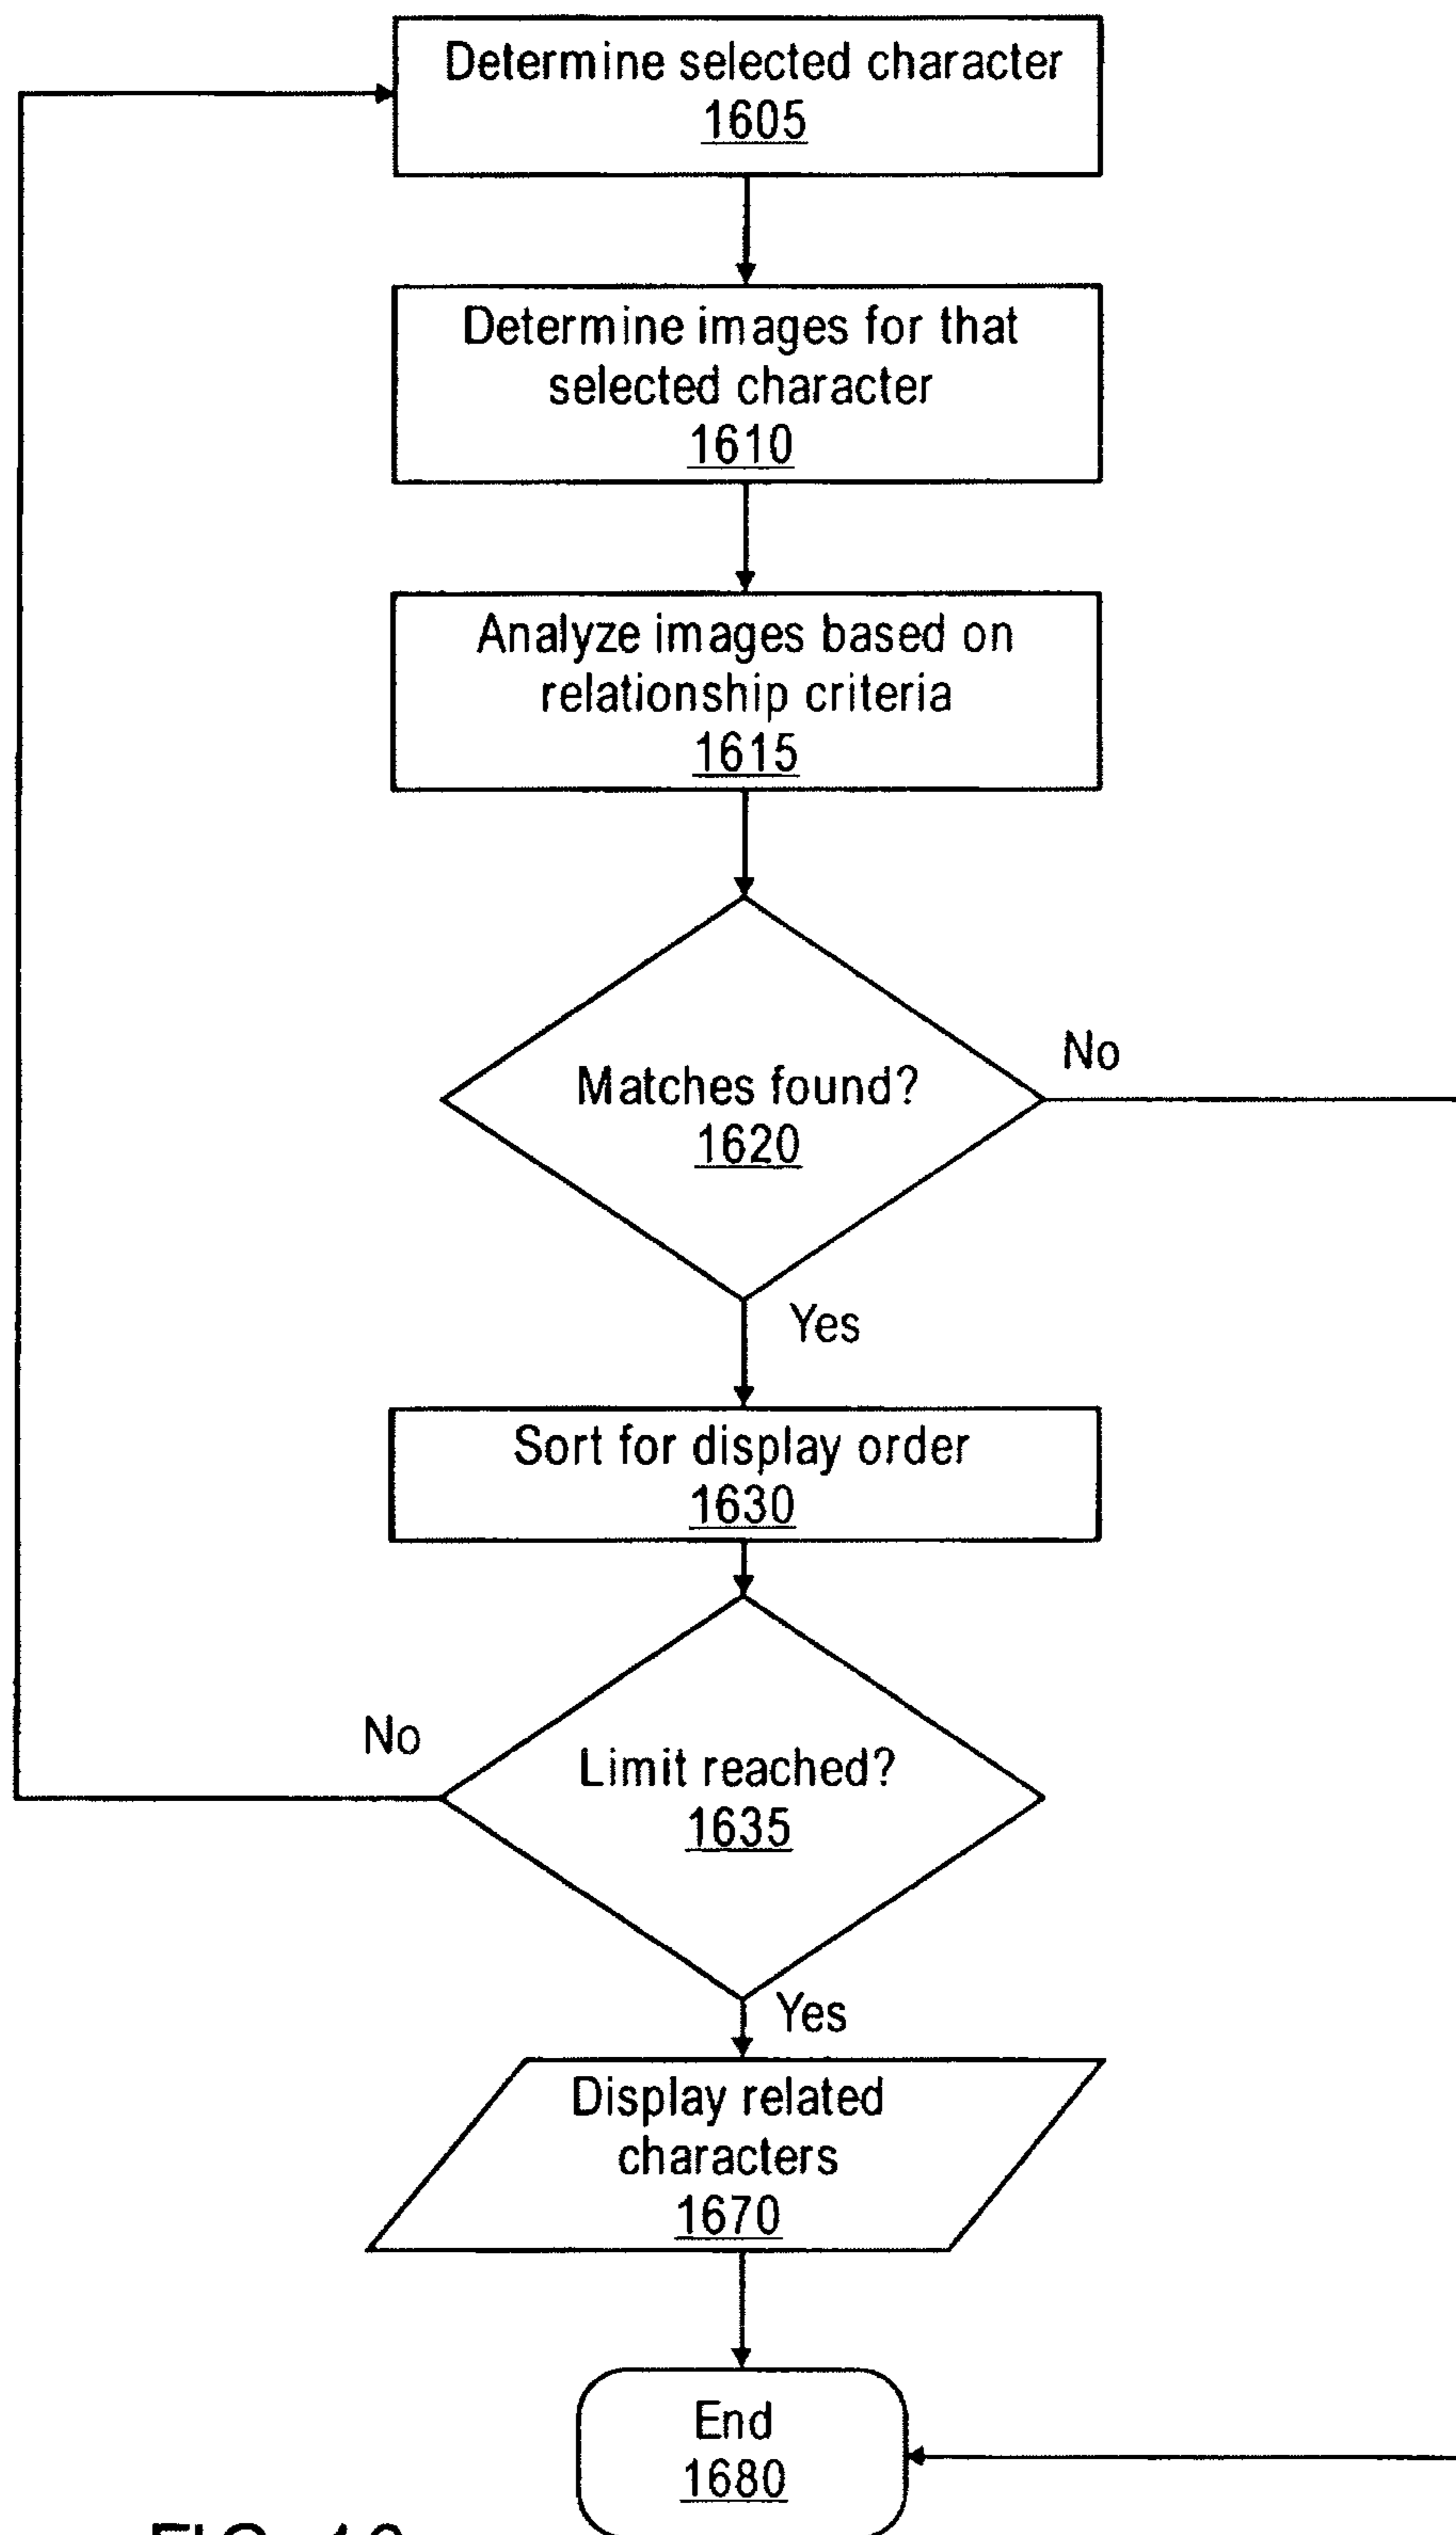 Determine selected character
1605
Determine images for that
selected character
1610
Analyze images based on
relationship criteria
1615
Matches found?
1620
No
Yes
Sort for display order
1630
No
Limit reached?
1635
Yes
Display related
characters
1670
End
1680
FIG.